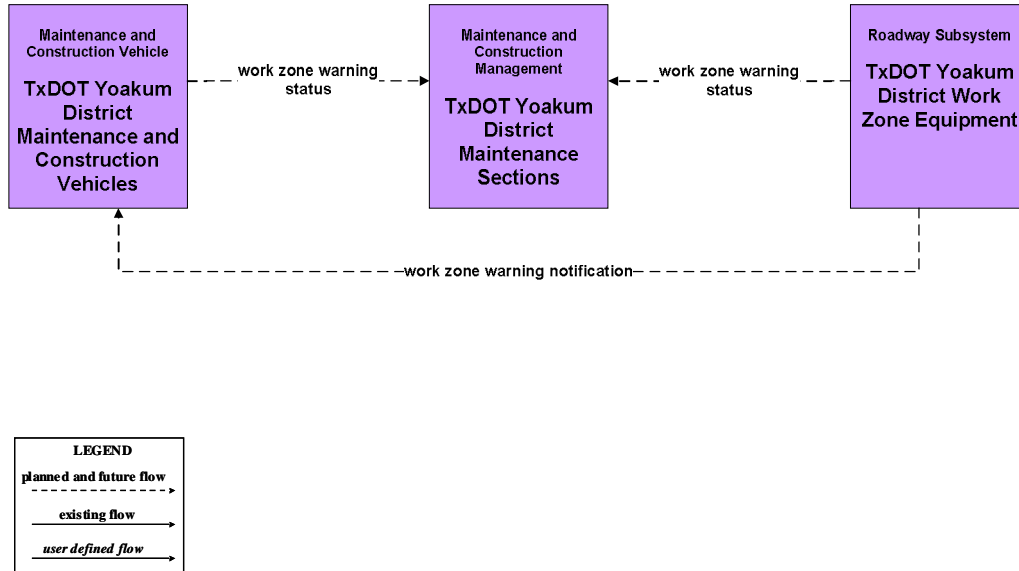 Maintenance and
Construction Vehicle
TxDOT Yoakum
District
Maintenance and
Construction
Vehicles
work zone warning
status
Maintenance and
Construction
Management
TxDOT Yoakum
District
Maintenance
Sections
work zone warning
status
Roadway Subsystem
TxDOT Yoakum
District Work
Zone Equipment
work zone warning notification
LEGEND
planned and future flow
existing flow
user defined flow